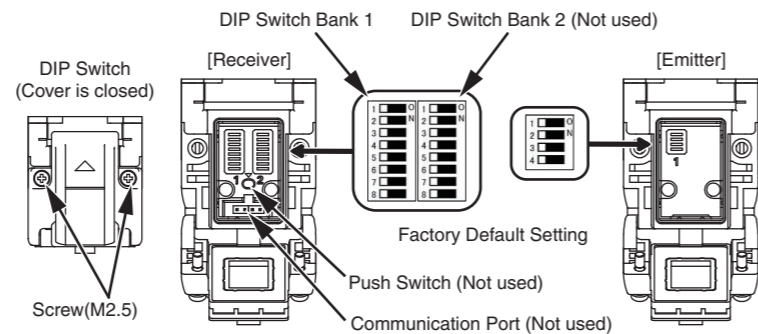 DIP Switch Bank 1
DIP Switch Bank 2 (Not used)
DIP Switch
(Cover is closed)
[Receiver]
[Emitter]
1
2
3
4
5
6
7
8
O
N
1
2
3
4
5
6
7
8
O
N
1
2
3
4
O
N
1 2
1
Factory Default Setting
Push Switch (Not used)
Screw(M2.5)
Communication Port (Not used)